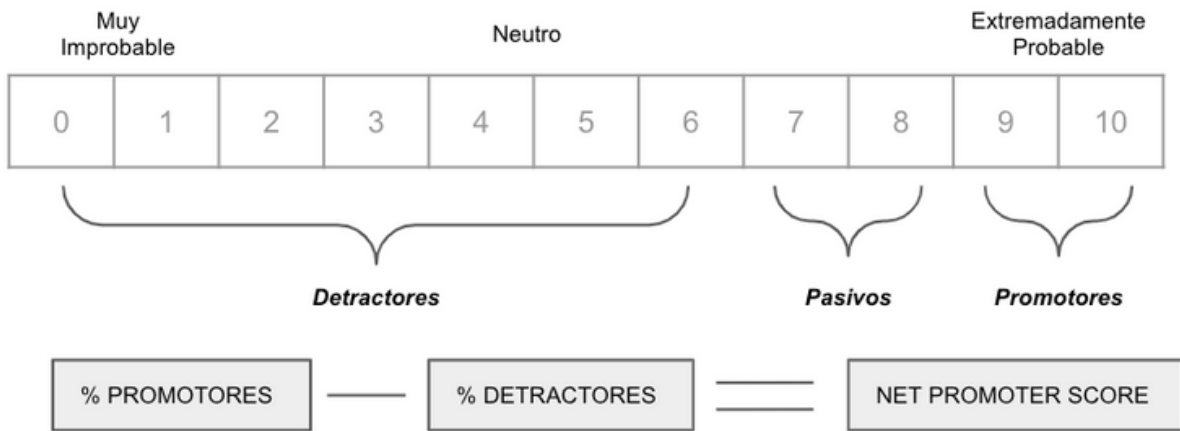 Muy
Improbable
Neutro
Extremadamente
Probable
0 1 2 3 4 5 6 7 8 9 10
Detractores Pasivos Promotores
% PROMOTORES — % DETRACTORES = NET PROMOTER SCORE